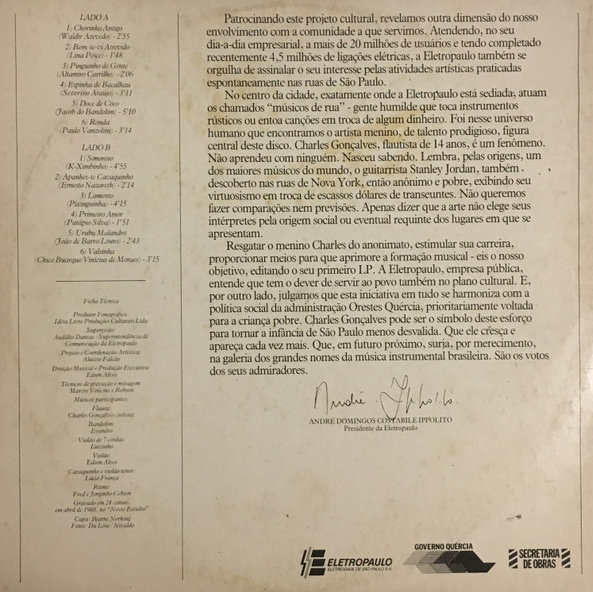 LADO A
1) Chorinho Antigo
(Waldir Azevedo) - 2'55
2) Bem-te-vi Atrevido
(Lina Pesce) - 1'48
3) Pinguinho de Gente
(Altamiro Carrilho) - 2'06
4) Espinha de Bacalhau
(Severino Araújo) - 3'11
5) Doce de Coco
(Jacob do Bandolim) - 5'10
6) Ronda
(Paulo Vanzolini) - 3'14
LADO B
1) Sonoroso
(K-Ximbinho) - 4'55
2) Apanhei-te Cavaquinho
(Ernesto Nazareth) - 2'14
3) Lamento
(Pixinguinha) - 4'15
4) Primeiro Amor
(Patápio Silva) - 1'51
5) Urubu Malandro
(João de Barro/Louro) - 2'43
6) Valsinha
(Chico Buarque/Vinicius de Moraes) - 3'15
Ficha Técnica
Produtor Fonográfico
Idéia Livre Produções Culturais Ltda
Supervisão
Audálio Dantas - Superintendência de
Comunicação da Eletropaulo
Projeto e Coordenação Artística
Aluízio Falcão
Direção Musical e Produção Executiva
Edson Alves
Técnicos de gravação e mixagem
Marcus Vinicius e Robson
Músicos participantes
Flauta
Charles Gonçalves (solista)
Bandolim
Evandro
Violão de 7 cordas
Luizinho
Violão
Edson Alves
Cavaquinho e violão tenor
Lúcio França
Ritmo
Fred e Jorginho Cebion
Gravado em 24 canais,
em abril de 1988, no "Nosso Estúdio"
Capa:
Fotos:
Patrocinando este projeto cultural, revelamos outra dimensão do nosso
envolvimento com a comunidade a que servimos. Atendendo, no seu
dia-a-dia empresarial, a mais de 20 milhões de usuários e tendo completado
recentemente 4,5 milhões de ligações elétricas, a Eletropaulo também se
orgulha de assinalar o seu interesse pelas atividades artísticas praticadas
espontaneamente nas ruas de São Paulo.
No centro da cidade, exatamente onde a Eletropaulo está sediada, atuam
os chamados "músicos de rua" - gente humilde que toca instrumentos
rústicos ou entoa canções em troca de algum dinheiro. Foi nesse universo
humano que encontramos o artista menino, de talento prodigioso, figura
central deste disco. Charles Gonçalves, flautista de 14 anos, é um fenômeno.
Não aprendeu com ninguém. Nasceu sabendo. Lembra, pelas origens, um
dos maiores músicos do mundo, o guitarrista Stanley Jordan, também
descoberto nas ruas de Nova York, então anônimo e pobre, exibindo seu
virtuosismo em troca de escassos dólares de transeuntes. Não queremos
fazer comparações nem previsões. Apenas dizer que a arte não elege seus
intérpretes pela origem social ou eventual requinte dos lugares em que se
apresentam.
Resgatar o menino Charles do anonimato, estimular sua carreira,
proporcionar meios para que aprimore a formação musical - eis o nosso
objetivo, editando o seu primeiro LP. A Eletropaulo, empresa pública,
entende que tem o dever de servir ao povo também no plano cultural. E,
por outro lado, julgamos que esta iniciativa em tudo se harmoniza com a
política social da administração Orestes Quércia, prioritariamente voltada
para a criança pobre. Charles Gonçalves pode ser o símbolo deste esforço
para tornar a infância de São Paulo menos desvalida. Que ele cresça e
apareça cada vez mais. Que, em futuro próximo, surja, por merecimento,
na galeria dos grandes nomes da música instrumental brasileira. São os votos
dos seus admiradores.
André Ippolito.
ANDRÉ DOMINGOS COSTÁBILE IPPOLITO
Presidente da Eletropaulo
ELETROPAULO
ELETRICIDADE DE SÃO PAULO S.A
GOVERNO QUÉRCIA
SECRETARIA
DE OBRAS